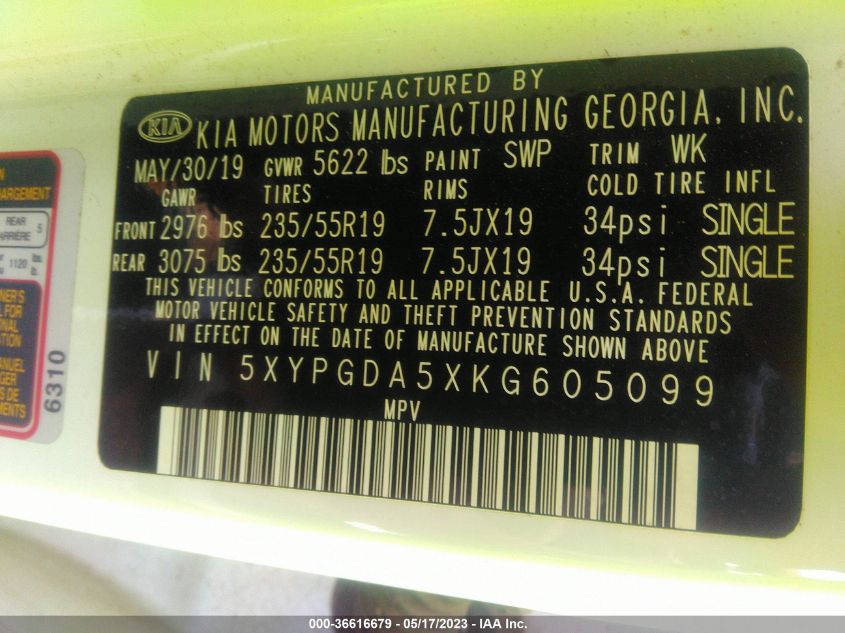 MANUFACTURED BY
KIA KIA MOTORS MANUFACTURING GEORGIA, INC.
MAY/30/19 GVWR 5622 lbs PAINT SWP TRIM WK
GAWR TIRES RIMS COLD TIRE INFL
FRONT 2976 lbs 235/55R19 7.5JX19 34psi SINGLE
REAR 3075 lbs 235/55R19 7.5JX19 34psi SINGLE
THIS VEHICLE CONFORMS TO ALL APPLICABLE U.S.A. FEDERAL
MOTOR VEHICLE SAFETY AND THEFT PREVENTION STANDARDS
IN EFFECT ON THE DATE OF MANUFACTURE SHOWN ABOVE.
VIN 5XYPGDA5XKG605099
MPV
REAR 5
1120 lb.
6310
000-36616679 - 05/17/2023 - IAA Inc.